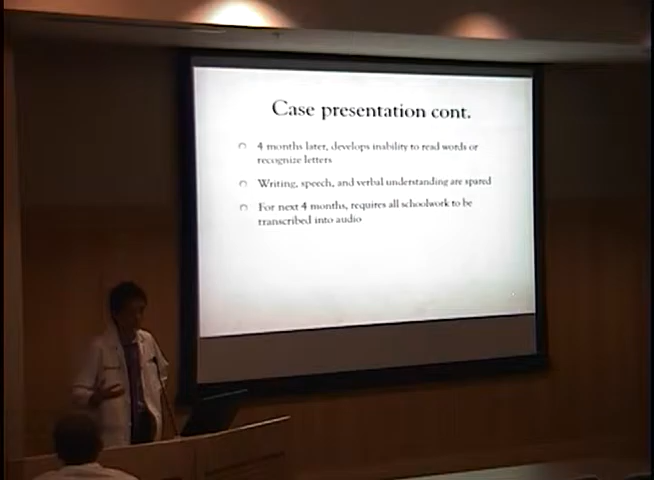 Case presentation cont.
4 months later, develops inability to read words or
recognize letters
Writing, speech, and verbal understanding are spared
For next 4 months, requires all schoolwork to be
transcribed into audio